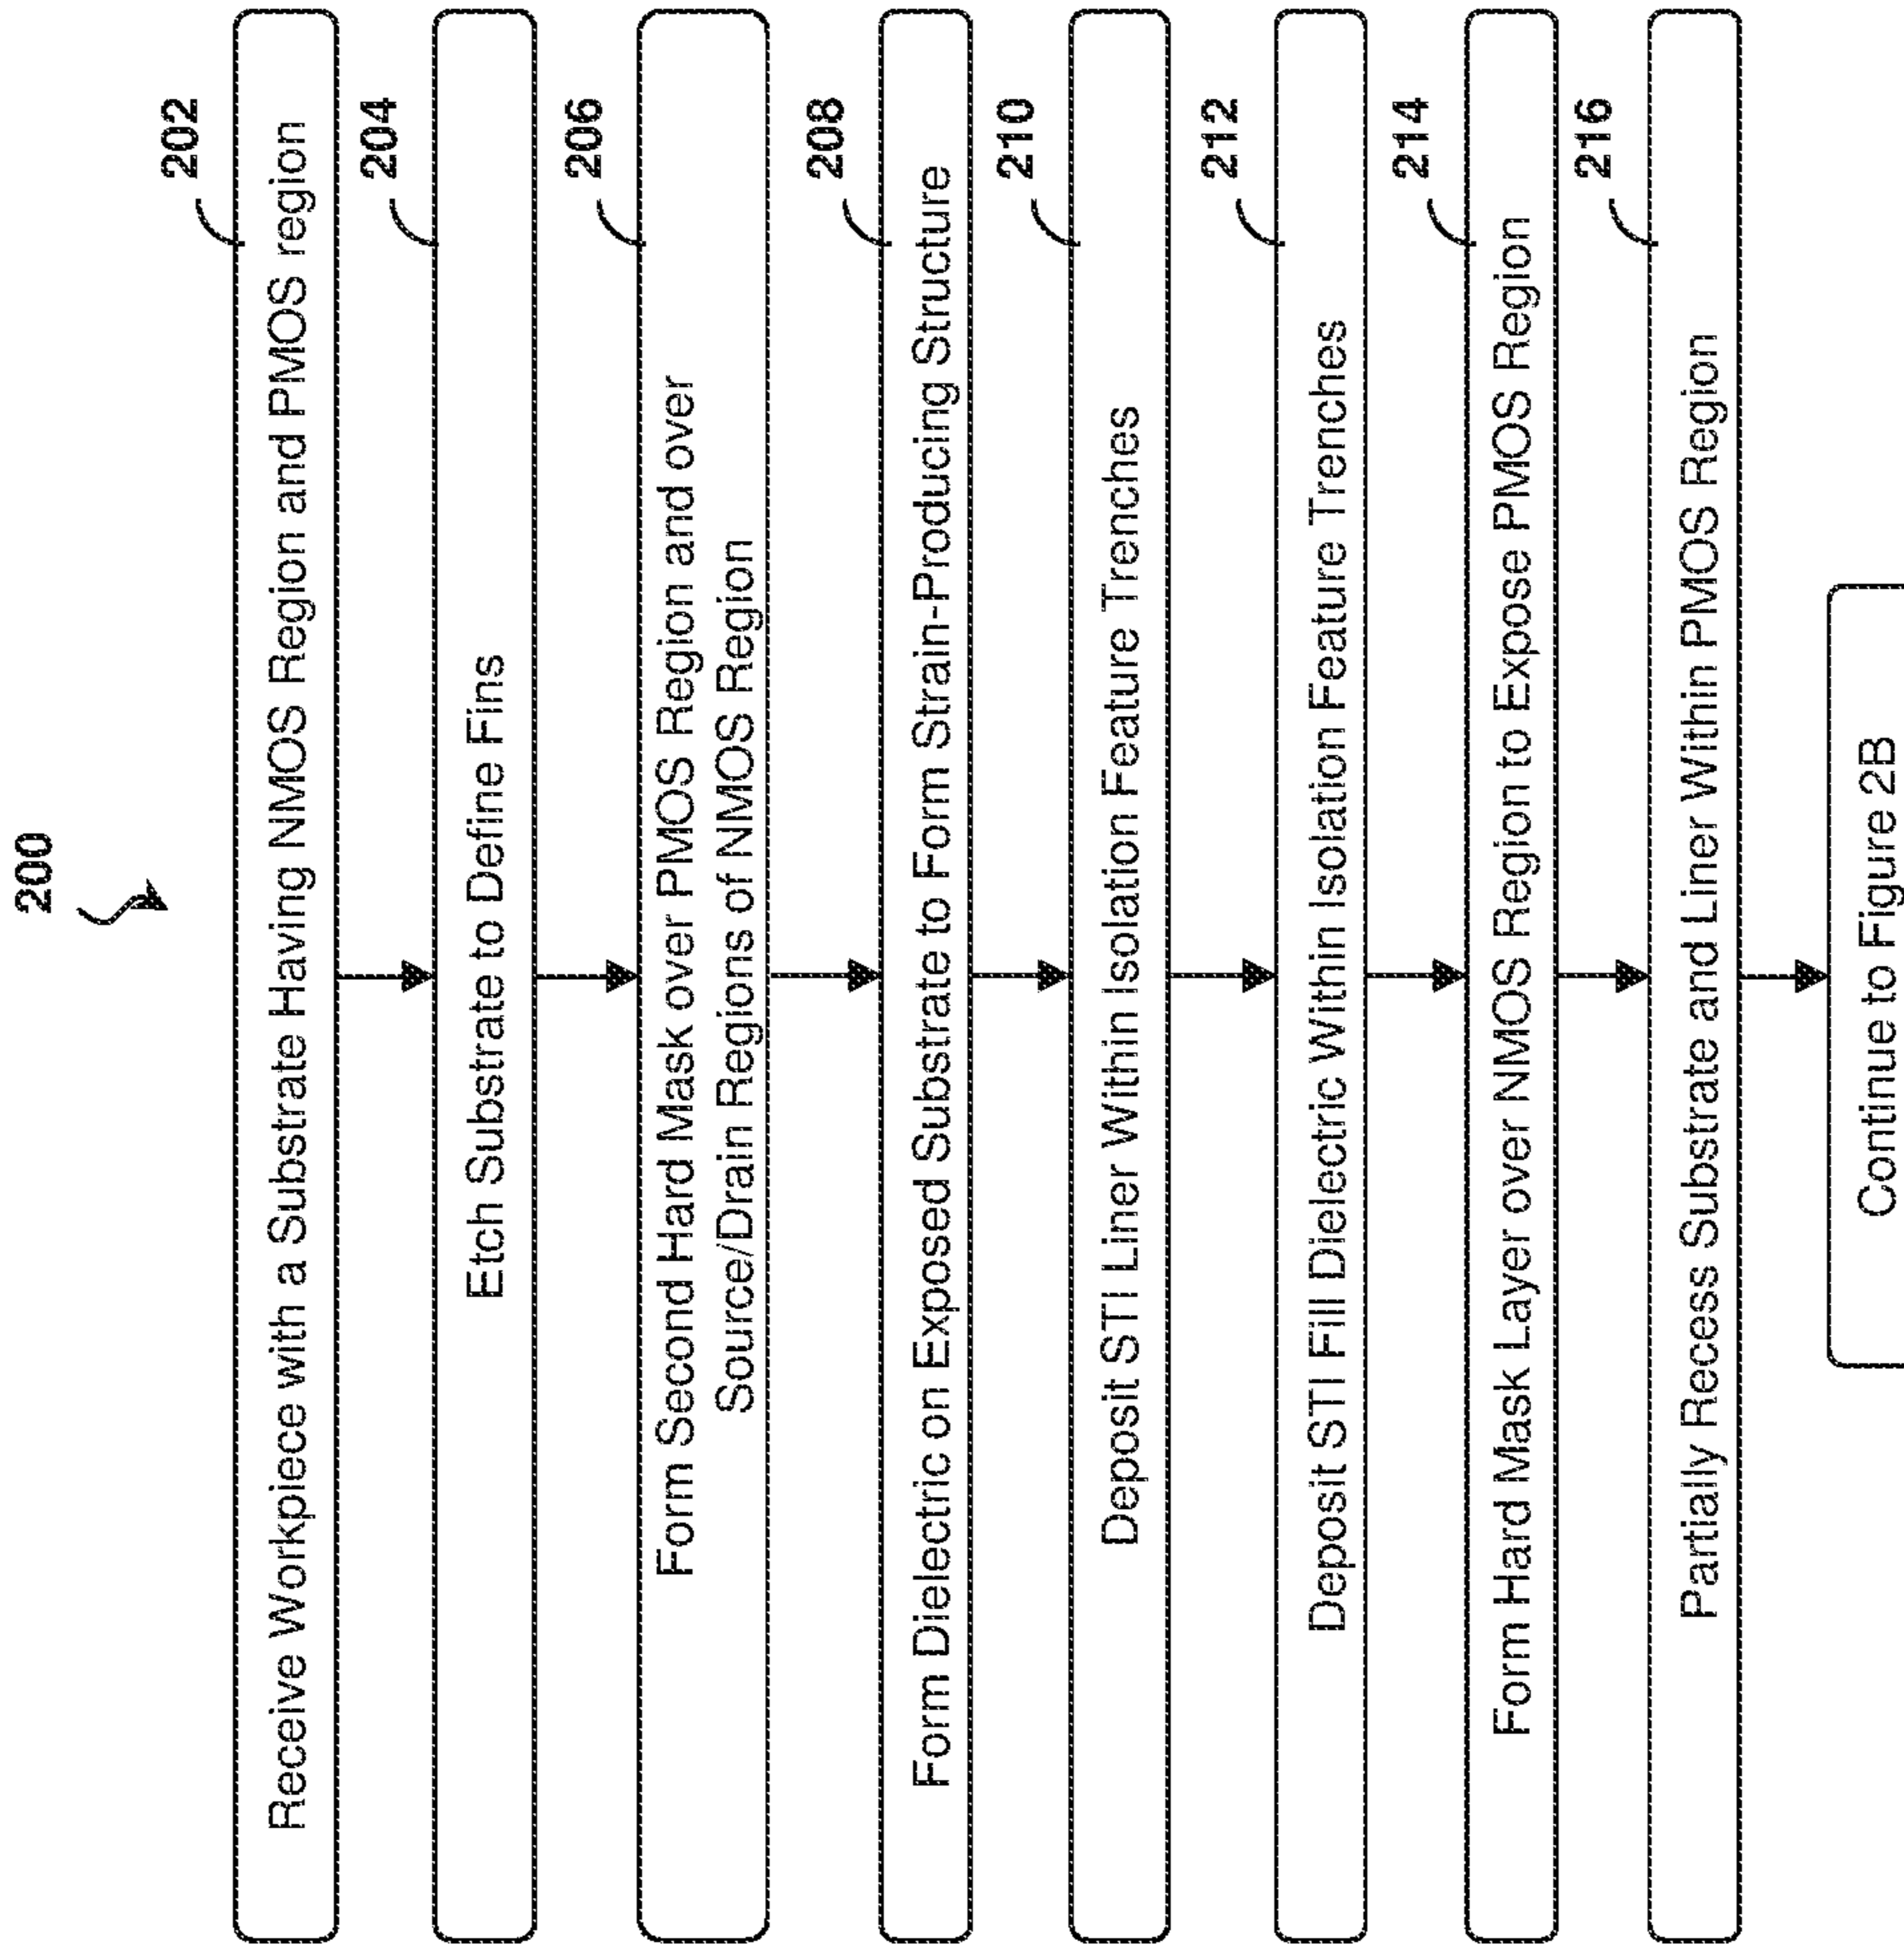 200
202
Receive Workpiece with a Substrate Having NMOS Region and PMOS region
204
Etch Substrate to Define Fins
206
Form Second Hard Mask over PMOS Region and over
Source/Drain Regions of NMOS Region
208
Form Dielectric on Exposed Substrate to Form Strain-Producing Structure
210
Deposit STI Liner Within Isolation Feature Trenches
212
Deposit STI Fill Dielectric Within Isolation Feature Trenches
214
Form Hard Mask Layer over NMOS Region to Expose PMOS Region
216
Partially Recess Substrate and Liner Within PMOS Region
Continue to Figure 2B